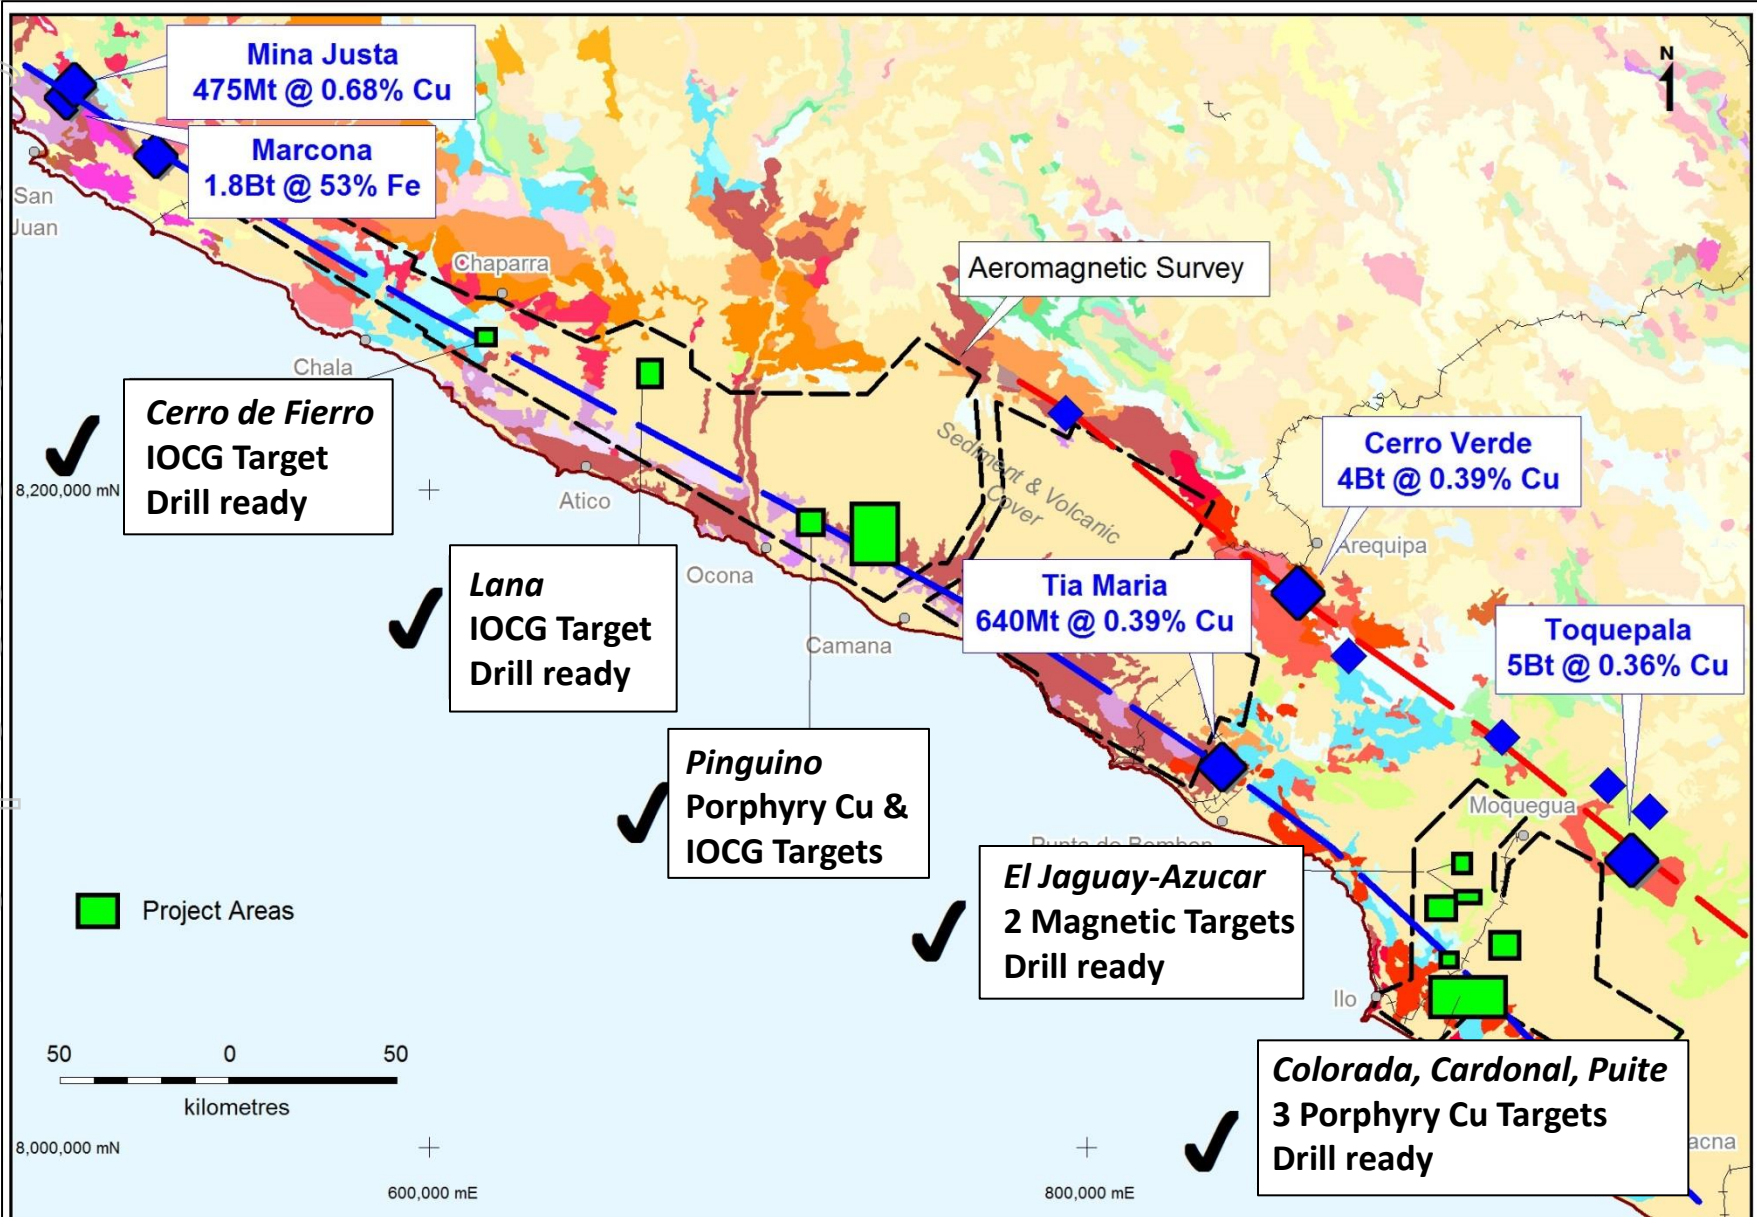 Mina Justa
475Mt @ 0.68% Cu
N
Marcona
1.8Bt @ 53% Fe
San
Juan
Chaparra
Aeromagnetic Survey
Chala
Cerro de Fierro
IOCG Target
Drill ready
Sediment & Volcanic
Cover
Cerro Verde
4Bt @ 0.39% Cu
8,200,000 mN
Atico
Arequipa
Lana
IOCG Target
Drill ready
Ocona
Tia Maria
640Mt @ 0.39% Cu
Camana
Toquepala
5Bt @ 0.36% Cu
Pinguino
Porphyry Cu &
IOCG Targets
Moquegua
Punta de Bombon
El Jaguay-Azucar
2 Magnetic Targets
Drill ready
Project Areas
Ilo
50 0 50
kilometres
Colorada, Cardonal, Puite
3 Porphyry Cu Targets
Drill ready
8,000,000 mN
acna
600,000 mE
800,000 mE